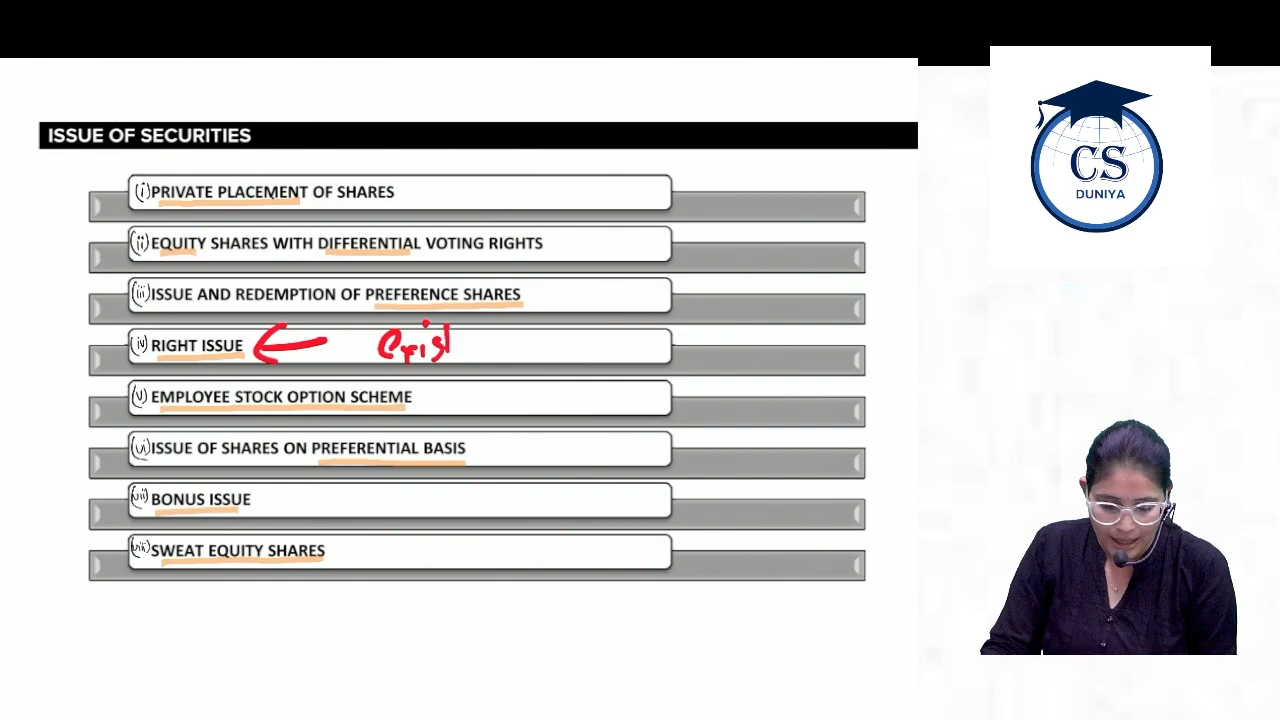 ISSUE OF SECURITIES
(i) PRIVATE PLACEMENT OF SHARES
(ii) EQUITY SHARES WITH DIFFERENTIAL VOTING RIGHTS
(iii) ISSUE AND REDEMPTION OF PREFERENCE SHARES
(iv) RIGHT ISSUE ← exist
(v) EMPLOYEE STOCK OPTION SCHEME
(vi) ISSUE OF SHARES ON PREFERENTIAL BASIS
(vii) BONUS ISSUE
(viii) SWEAT EQUITY SHARES
CS
DUNIYA